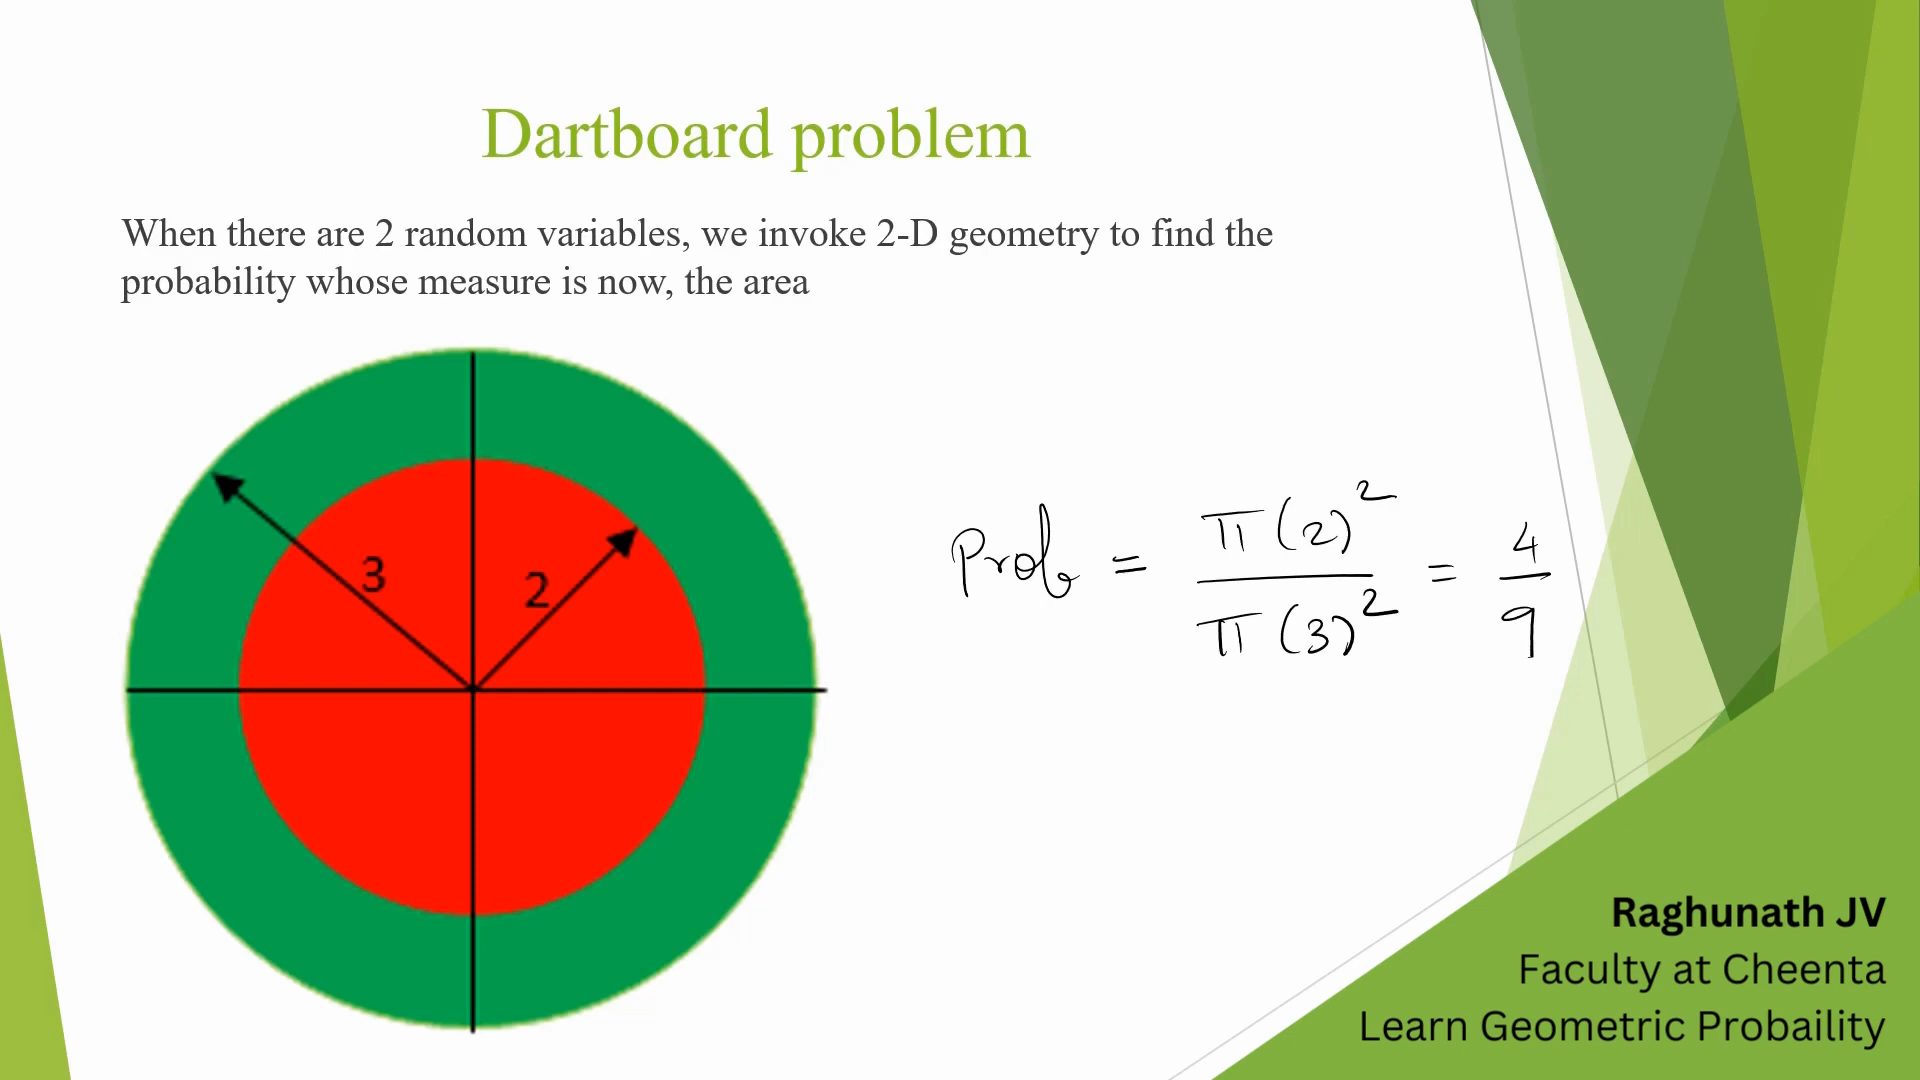 Dartboard problem
When there are 2 random variables, we invoke 2-D geometry to find the
probability whose measure is now, the area
3
2
Prob = π(2)² / π(3)² = 4/9
Raghunath JV
Faculty at Cheenta
Learn Geometric Probaility